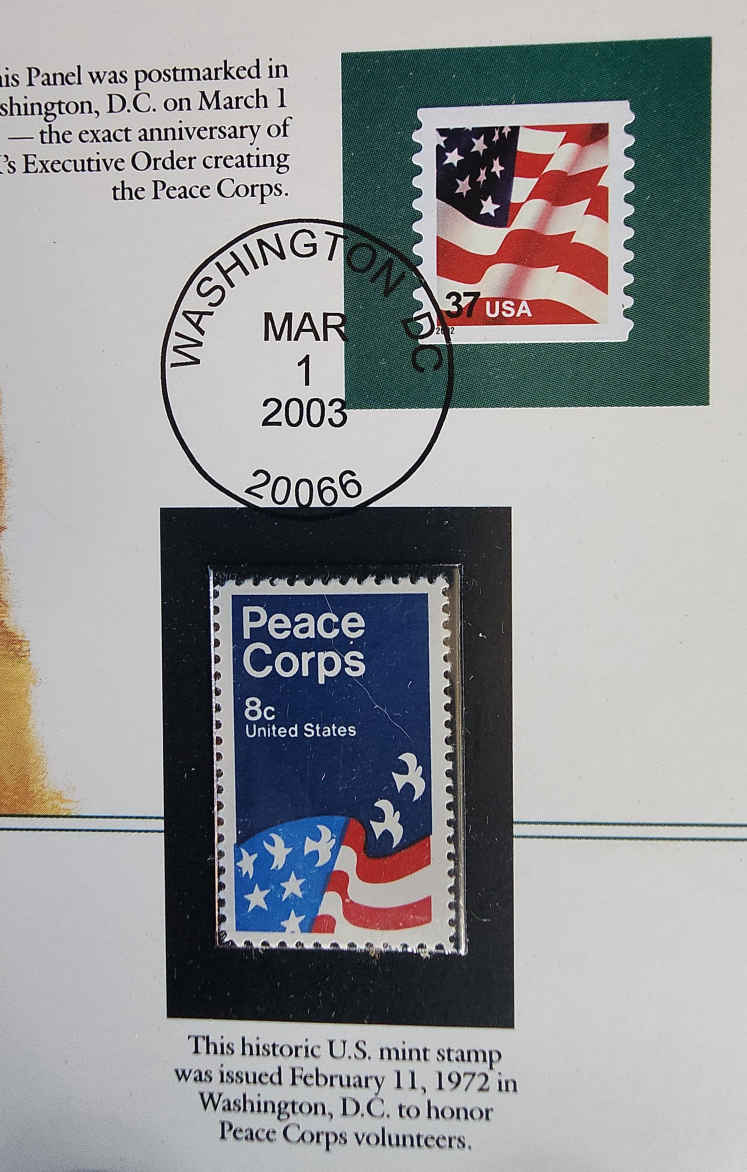 is Panel was postmarked in
shington, D.C. on March 1
— the exact anniversary of
's Executive Order creating
the Peace Corps.
WASHINGTON DC
MAR
1
2003
20066
37 USA
2002
Peace
Corps
8c
United States
This historic U.S. mint stamp
was issued February 11, 1972 in
Washington, D.C. to honor
Peace Corps volunteers.